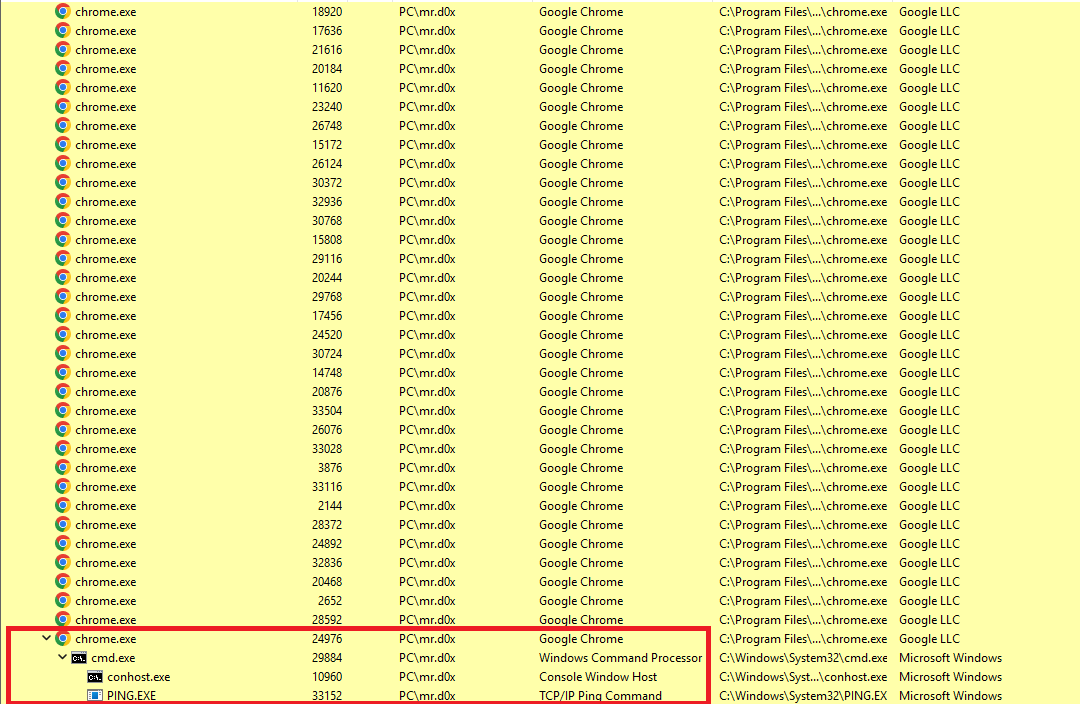 chrome.exe 18920 PC\mr.d0x Google Chrome C:\Program Files\...\chrome.exe Google LLC
chrome.exe 17636 PC\mr.d0x Google Chrome C:\Program Files\...\chrome.exe Google LLC
chrome.exe 21616 PC\mr.d0x Google Chrome C:\Program Files\...\chrome.exe Google LLC
chrome.exe 20184 PC\mr.d0x Google Chrome C:\Program Files\...\chrome.exe Google LLC
chrome.exe 11620 PC\mr.d0x Google Chrome C:\Program Files\...\chrome.exe Google LLC
chrome.exe 23240 PC\mr.d0x Google Chrome C:\Program Files\...\chrome.exe Google LLC
chrome.exe 26748 PC\mr.d0x Google Chrome C:\Program Files\...\chrome.exe Google LLC
chrome.exe 15172 PC\mr.d0x Google Chrome C:\Program Files\...\chrome.exe Google LLC
chrome.exe 26124 PC\mr.d0x Google Chrome C:\Program Files\...\chrome.exe Google LLC
chrome.exe 30372 PC\mr.d0x Google Chrome C:\Program Files\...\chrome.exe Google LLC
chrome.exe 32936 PC\mr.d0x Google Chrome C:\Program Files\...\chrome.exe Google LLC
chrome.exe 30768 PC\mr.d0x Google Chrome C:\Program Files\...\chrome.exe Google LLC
chrome.exe 15808 PC\mr.d0x Google Chrome C:\Program Files\...\chrome.exe Google LLC
chrome.exe 29116 PC\mr.d0x Google Chrome C:\Program Files\...\chrome.exe Google LLC
chrome.exe 20244 PC\mr.d0x Google Chrome C:\Program Files\...\chrome.exe Google LLC
chrome.exe 29768 PC\mr.d0x Google Chrome C:\Program Files\...\chrome.exe Google LLC
chrome.exe 17456 PC\mr.d0x Google Chrome C:\Program Files\...\chrome.exe Google LLC
chrome.exe 24520 PC\mr.d0x Google Chrome C:\Program Files\...\chrome.exe Google LLC
chrome.exe 30724 PC\mr.d0x Google Chrome C:\Program Files\...\chrome.exe Google LLC
chrome.exe 14748 PC\mr.d0x Google Chrome C:\Program Files\...\chrome.exe Google LLC
chrome.exe 20876 PC\mr.d0x Google Chrome C:\Program Files\...\chrome.exe Google LLC
chrome.exe 33504 PC\mr.d0x Google Chrome C:\Program Files\...\chrome.exe Google LLC
chrome.exe 26076 PC\mr.d0x Google Chrome C:\Program Files\...\chrome.exe Google LLC
chrome.exe 33028 PC\mr.d0x Google Chrome C:\Program Files\...\chrome.exe Google LLC
chrome.exe 3876 PC\mr.d0x Google Chrome C:\Program Files\...\chrome.exe Google LLC
chrome.exe 33116 PC\mr.d0x Google Chrome C:\Program Files\...\chrome.exe Google LLC
chrome.exe 2144 PC\mr.d0x Google Chrome C:\Program Files\...\chrome.exe Google LLC
chrome.exe 28372 PC\mr.d0x Google Chrome C:\Program Files\...\chrome.exe Google LLC
chrome.exe 24892 PC\mr.d0x Google Chrome C:\Program Files\...\chrome.exe Google LLC
chrome.exe 32836 PC\mr.d0x Google Chrome C:\Program Files\...\chrome.exe Google LLC
chrome.exe 20468 PC\mr.d0x Google Chrome C:\Program Files\...\chrome.exe Google LLC
chrome.exe 2652 PC\mr.d0x Google Chrome C:\Program Files\...\chrome.exe Google LLC
chrome.exe 28592 PC\mr.d0x Google Chrome C:\Program Files\...\chrome.exe Google LLC
chrome.exe 24976 PC\mr.d0x Google Chrome C:\Program Files\...\chrome.exe Google LLC
cmd.exe 29884 PC\mr.d0x Windows Command Processor C:\Windows\System32\cmd.exe Microsoft Windows
conhost.exe 10960 PC\mr.d0x Console Window Host C:\Windows\Syst...\conhost.exe Microsoft Windows
PING.EXE 33152 PC\mr.d0x TCP/IP Ping Command C:\Windows\System32\PING.EX Microsoft Windows